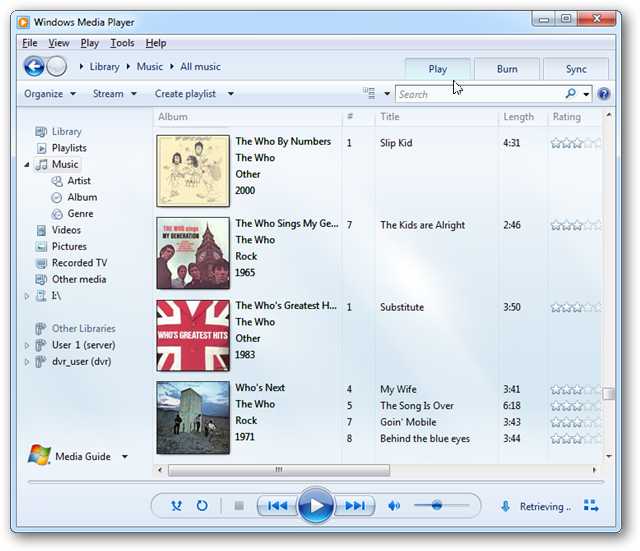 Windows Media Player
File View Play Tools Help
Library Music All music Play Burn Sync
Organize Stream Create playlist Search
Album # Title Length Rating
Library
Playlists
Music
Artist
Album
Genre
Videos
Pictures
Recorded TV
Other media
I:\
Other Libraries
User 1 (server)
dvr_user (dvr)
Media Guide
The Who By Numbers 1 Slip Kid 4:31
The Who
Other
2000
THE WHO sings
MY GENERATION
The Who Sings My Ge... 7 The Kids are Alright 2:46
The Who
Rock
1965
WHO'S GREATEST HITS
The Who's Greatest H... 1 Substitute 3:50
The Who
Other
1983
Who's Next 4 My Wife 3:41
The Who 5 The Song Is Over 6:18
Rock 7 Goin' Mobile 3:43
1971 8 Behind the blue eyes 3:44
Retrieving ..